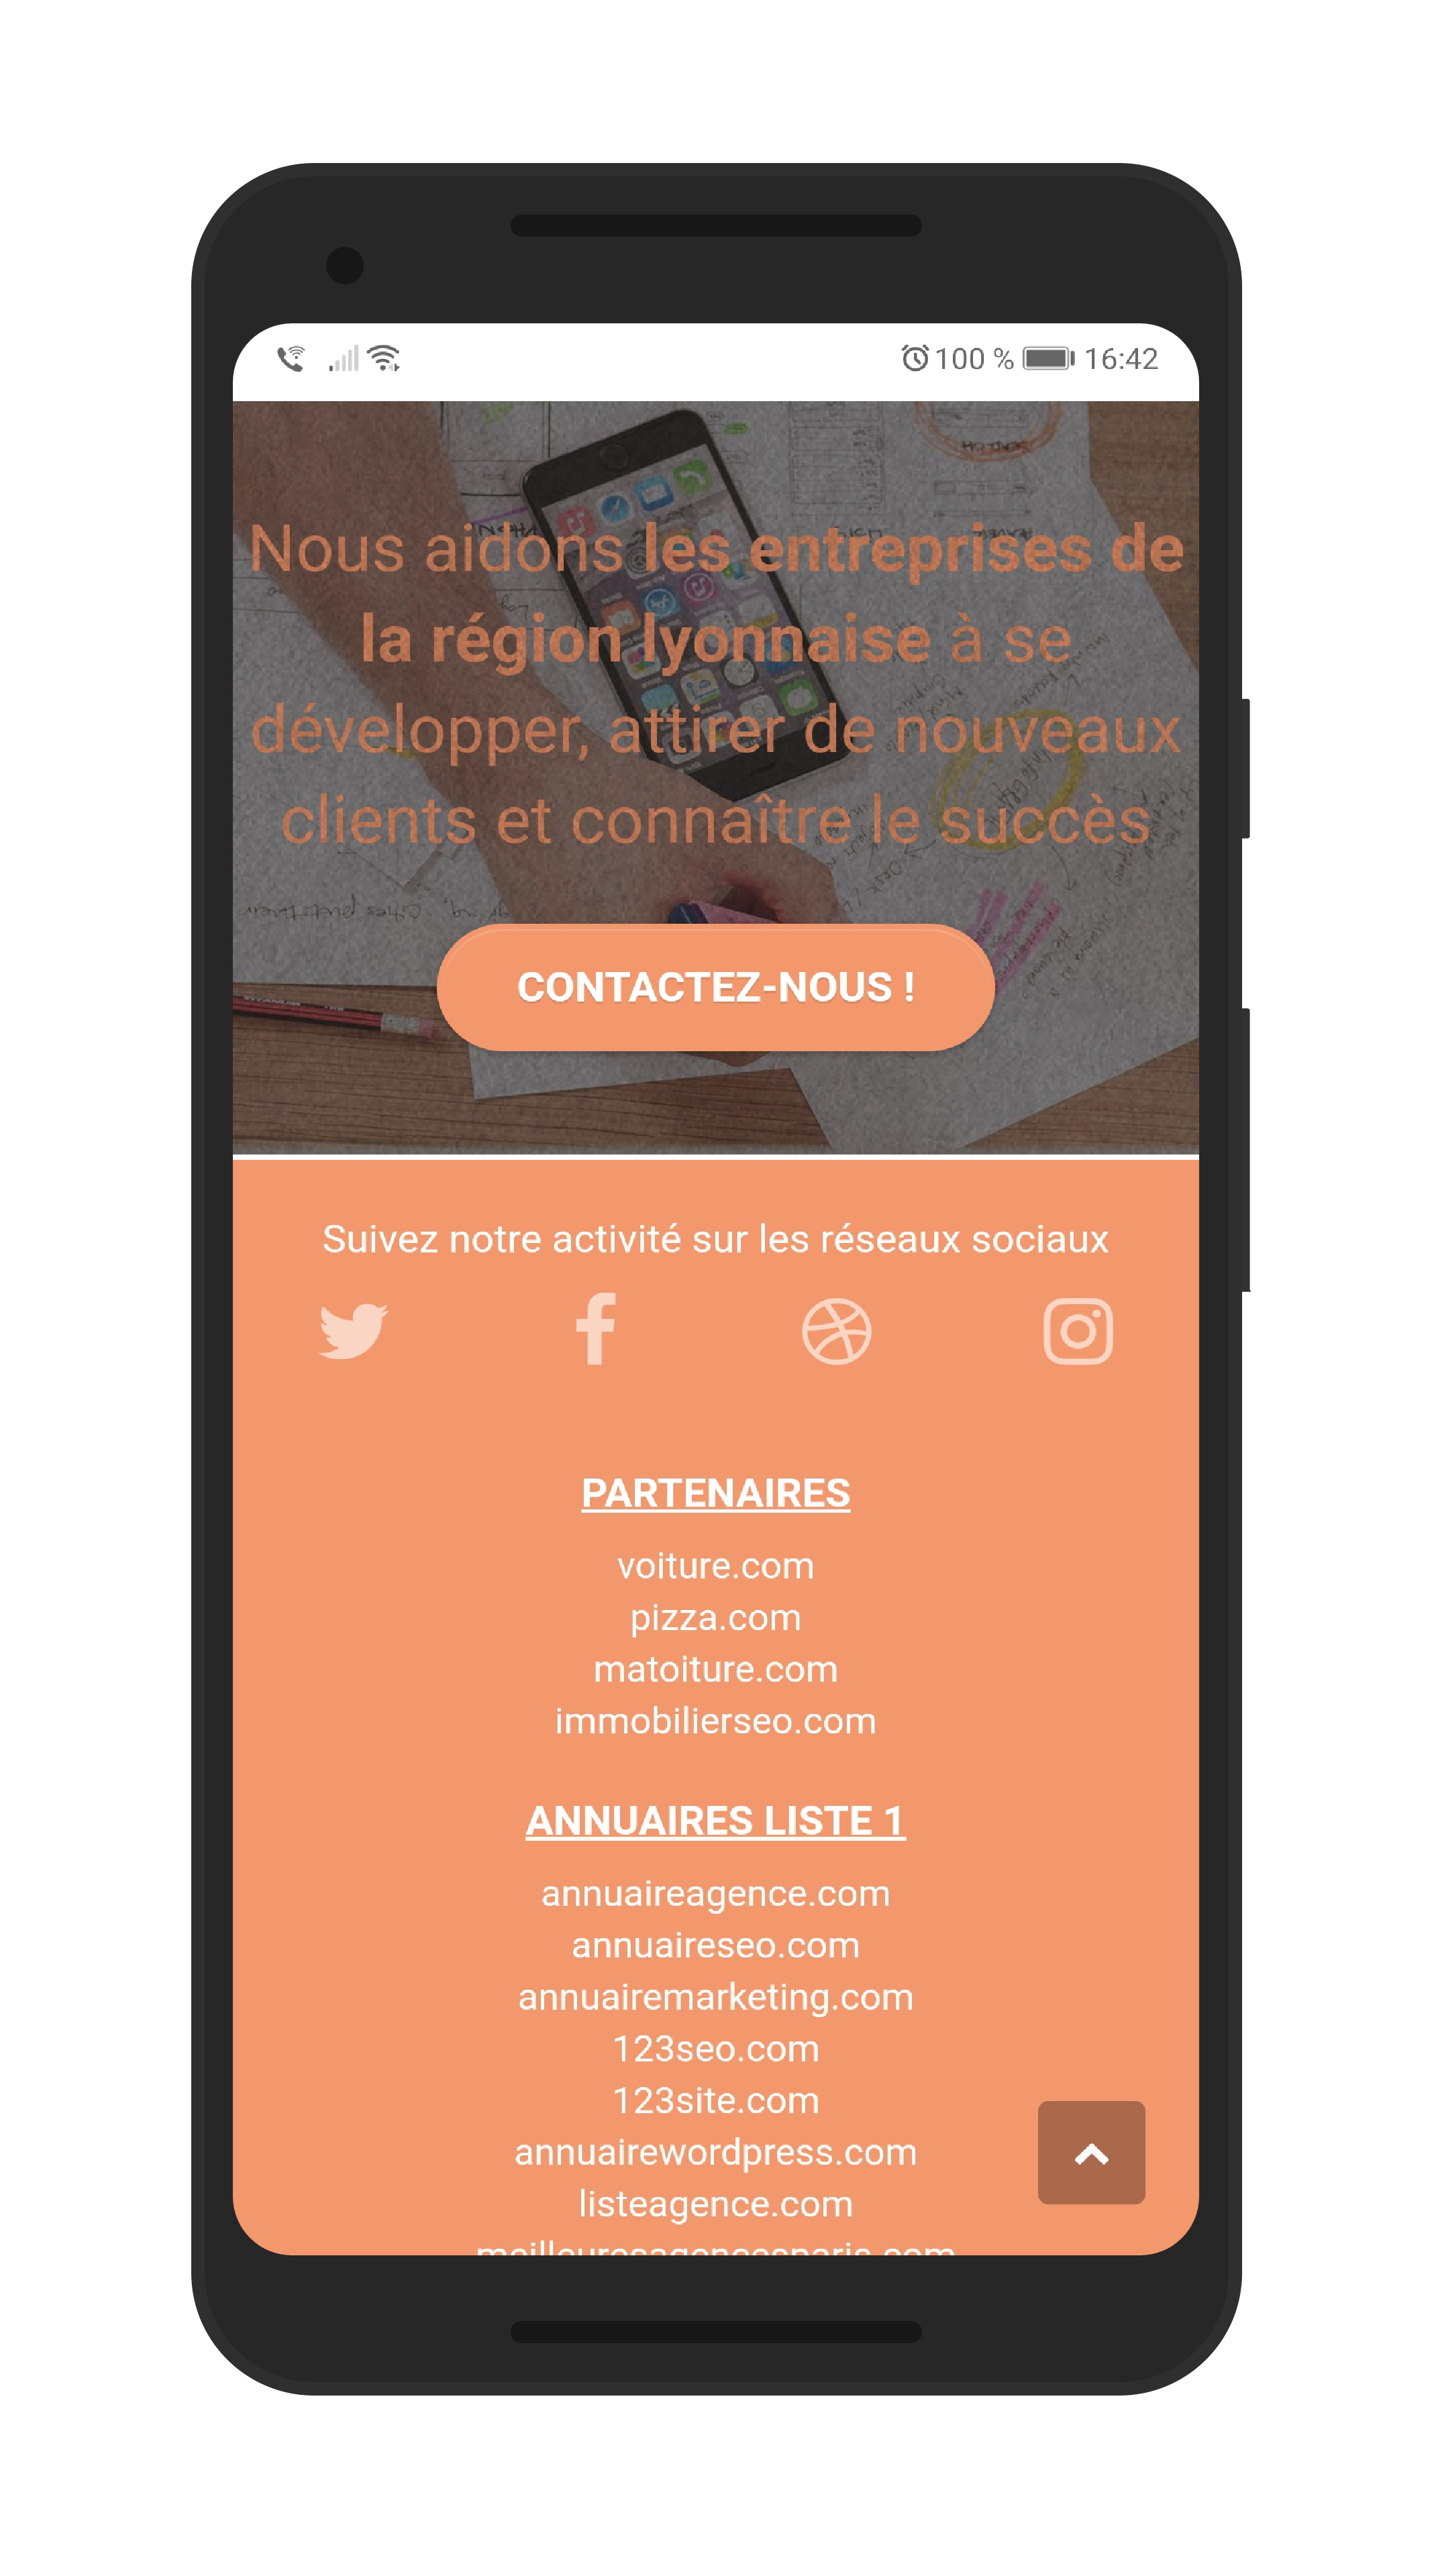 100 % 16:42
Nous aidons les entreprises de
la région lyonnaise à se
développer, attirer de nouveaux
clients et connaître le succès
CONTACTEZ-NOUS !
Suivez notre activité sur les réseaux sociaux
PARTENAIRES
voiture.com
pizza.com
matoiture.com
immobilierseo.com
ANNUAIRES LISTE 1
annuaireagence.com
annuaireseo.com
annuairemarketing.com
123seo.com
123site.com
annuairewordpress.com
listeagence.com
meilleuresagencesparis.com